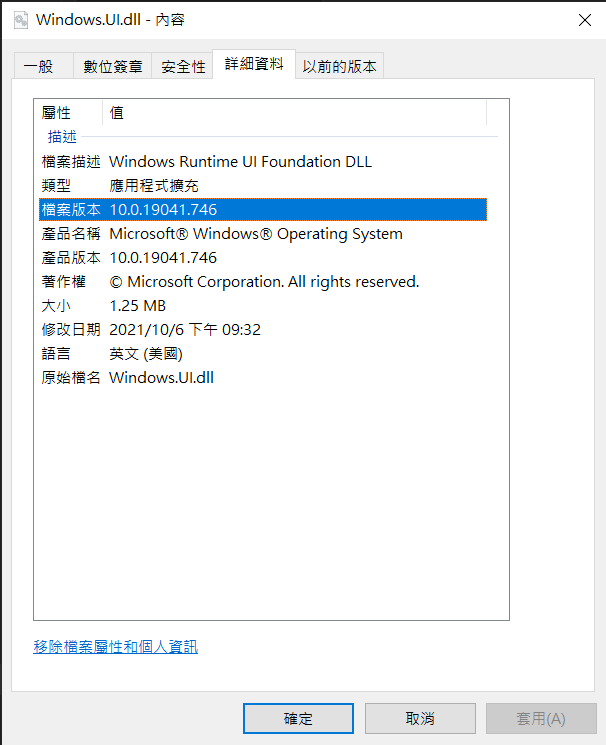 Windows.UI.dll - 內容
一般 數位簽章 安全性 詳細資料 以前的版本
屬性 值
描述
檔案描述 Windows Runtime UI Foundation DLL
類型 應用程式擴充
檔案版本 10.0.19041.746
產品名稱 Microsoft® Windows® Operating System
產品版本 10.0.19041.746
著作權 © Microsoft Corporation. All rights reserved.
大小 1.25 MB
修改日期 2021/10/6 下午 09:32
語言 英文 (美國)
原始檔名 Windows.UI.dll
移除檔案屬性和個人資訊
確定 取消 套用(A)